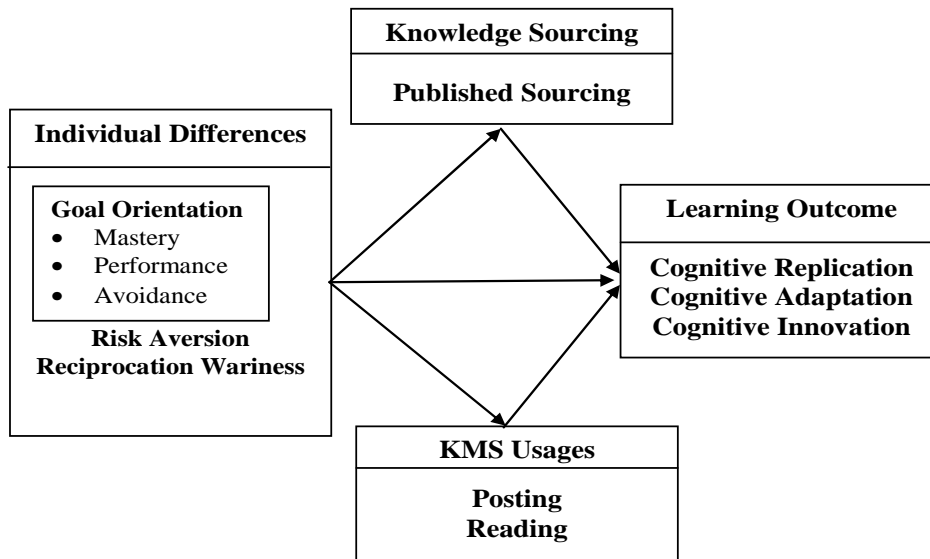 Knowledge Sourcing
Published Sourcing
Individual Differences
Goal Orientation
• Mastery
• Performance
• Avoidance
Risk Aversion
Reciprocation Wariness
Learning Outcome
Cognitive Replication
Cognitive Adaptation
Cognitive Innovation
KMS Usages
Posting
Reading